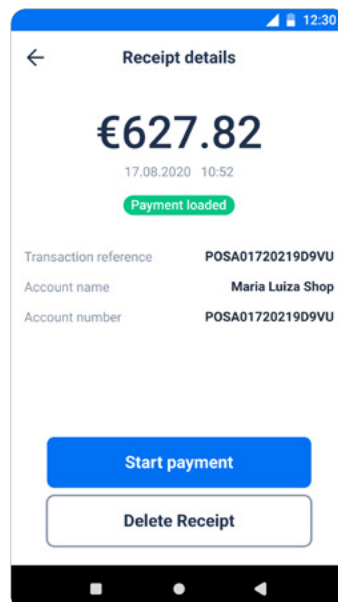 12:30
Receipt details
€627.82
17.08.2020 10:52
Payment loaded
Transaction reference POSA01720219D9VU
Account name Maria Luiza Shop
Account number POSA01720219D9VU
Start payment
Delete Receipt